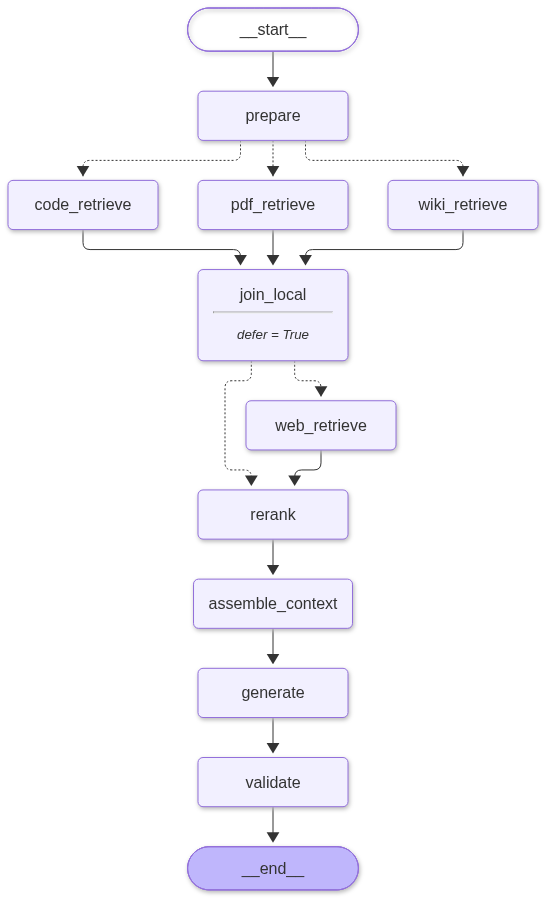 __start__
prepare
code_retrieve
pdf_retrieve
wiki_retrieve
join_local
defer = True
web_retrieve
rerank
assemble_context
generate
validate
__end__